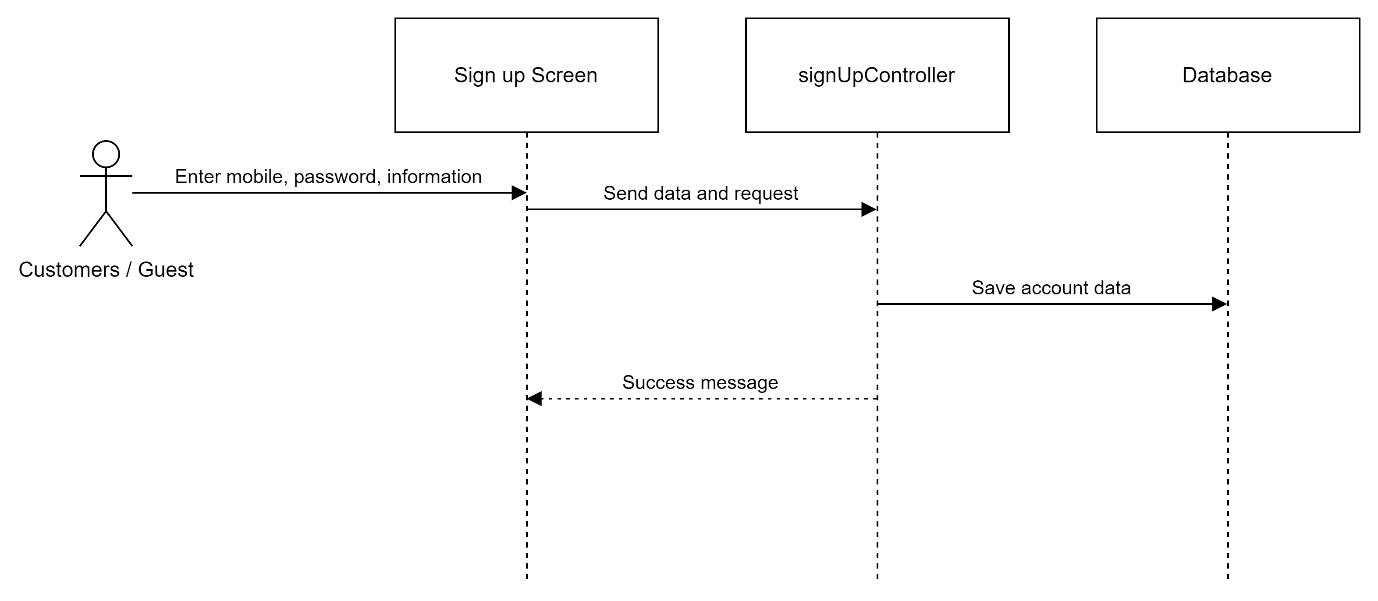 Sign up Screen
signUpController
Database
Enter mobile, password, information
Send data and request
Customers / Guest
Save account data
Success message